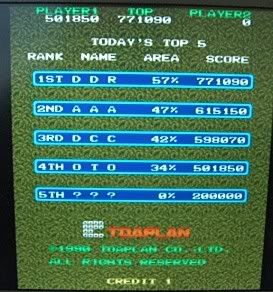 PLAYER1 TOP PLAYER2
501850 771090 0
TODAY'S TOP 5
RANK NAME AREA SCORE
1ST D D R 57% 771090
2ND A A A 47% 615150
3RD D C C 42% 598070
4TH O T O 34% 501850
5TH ? ? ? 0% 200000
TOAPLAN
©1990 TOAPLAN CO.,LTD.
ALL RIGHTS RESERVED
CREDIT 1